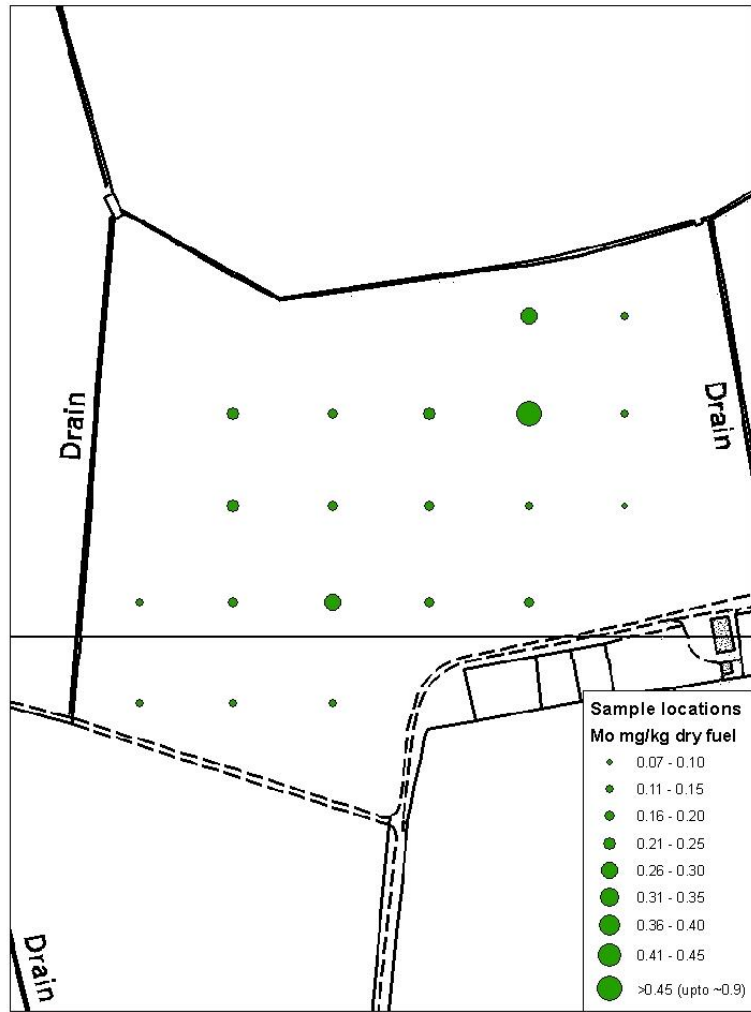 Drain
Drain
Drain
Sample locations
Mo mg/kg dry fuel
0.07 - 0.10
0.11 - 0.15
0.16 - 0.20
0.21 - 0.25
0.26 - 0.30
0.31 - 0.35
0.36 - 0.40
0.41 - 0.45
>0.45 (upto ~0.9)